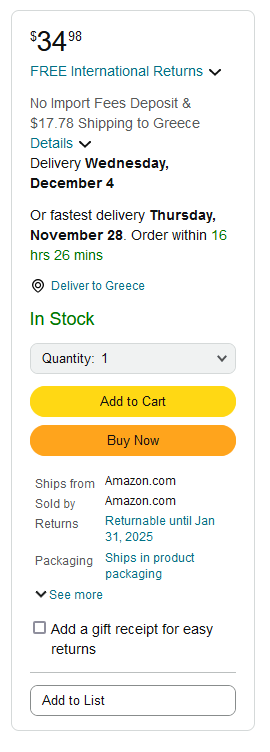 $34 98
FREE International Returns
No Import Fees Deposit &
$17.78 Shipping to Greece
Details
Delivery Wednesday,
December 4
Or fastest delivery Thursday,
November 28. Order within 16
hrs 26 mins
Deliver to Greece
In Stock
Quantity: 1
Add to Cart
Buy Now
Ships from Amazon.com
Sold by Amazon.com
Returns Returnable until Jan
31, 2025
Packaging Ships in product
packaging
See more
Add a gift receipt for easy
returns
Add to List